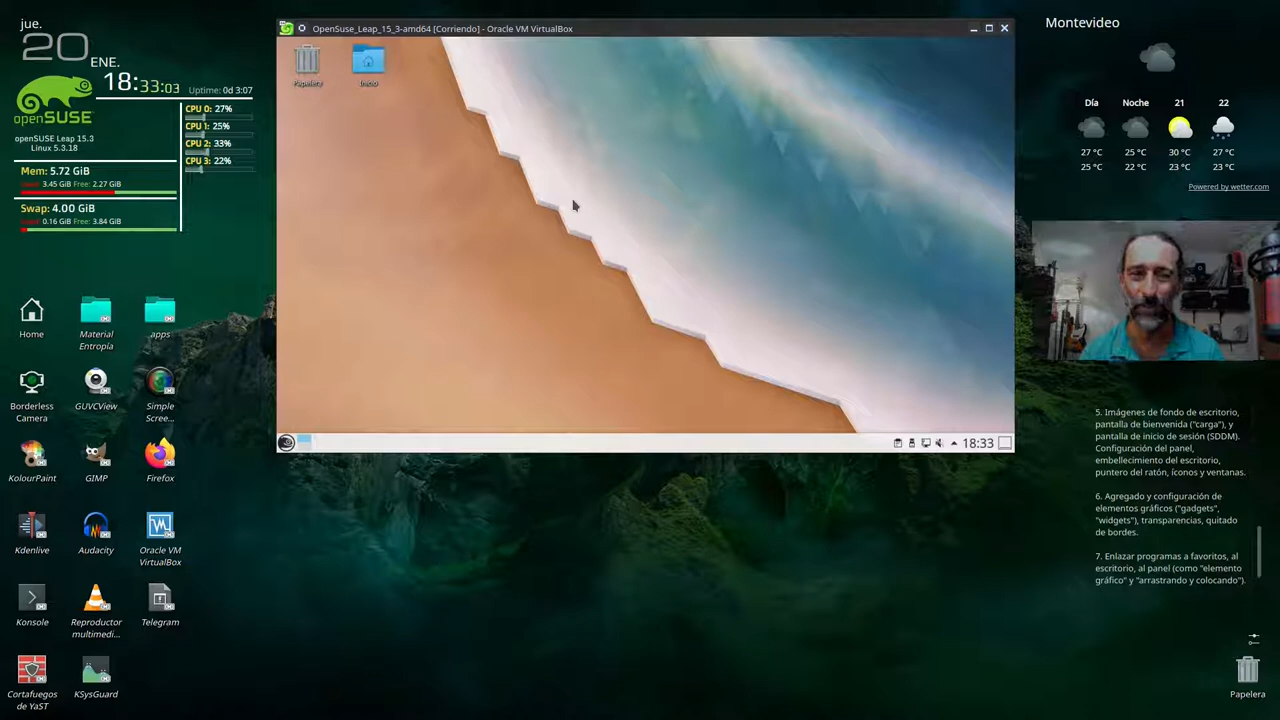 jue.
20
ENE.
18:33:03
Uptime: 0d 3:07
openSUSE
openSUSE Leap 15.3
Linux 5.3.18
CPU 0: 27%
CPU 1: 25%
CPU 2: 33%
CPU 3: 22%
Mem: 5.72 GiB
3.45 GiB Free: 2.27 GiB
Swap: 4.00 GiB
0.16 GiB Free: 3.84 GiB
Home
Material
Entropía
apps
Borderless
Camera
GUVCView
Simple
Scree...
KolourPaint
GIMP
Firefox
Kdenlive
Audacity
Oracle VM
VirtualBox
Konsole
Reproductor
multimedi...
Telegram
Cortafuegos
de YaST
KSysGuard
OpenSuse_Leap_15_3-amd64 [Corriendo] - Oracle VM VirtualBox
Papelera
Inicio
18:33
Montevideo
Día
Noche
21
22
27 °C
25 °C
30 °C
27 °C
25 °C
22 °C
23 °C
23 °C
Powered by wetter.com
5. Imágenes de fondo de escritorio,
pantalla de bienvenida ("carga"), y
pantalla de inicio de sesión (SDDM).
Configuración del panel,
embellecimiento del escritorio,
puntero del ratón, íconos y ventanas.
6. Agregado y configuración de
elementos gráficos ("gadgets",
"widgets"), transparencias, quitado
de bordes.
7. Enlazar programas a favoritos, al
escritorio, al panel (como "elemento
gráfico" y "arrastrando y colocando").
Papelera